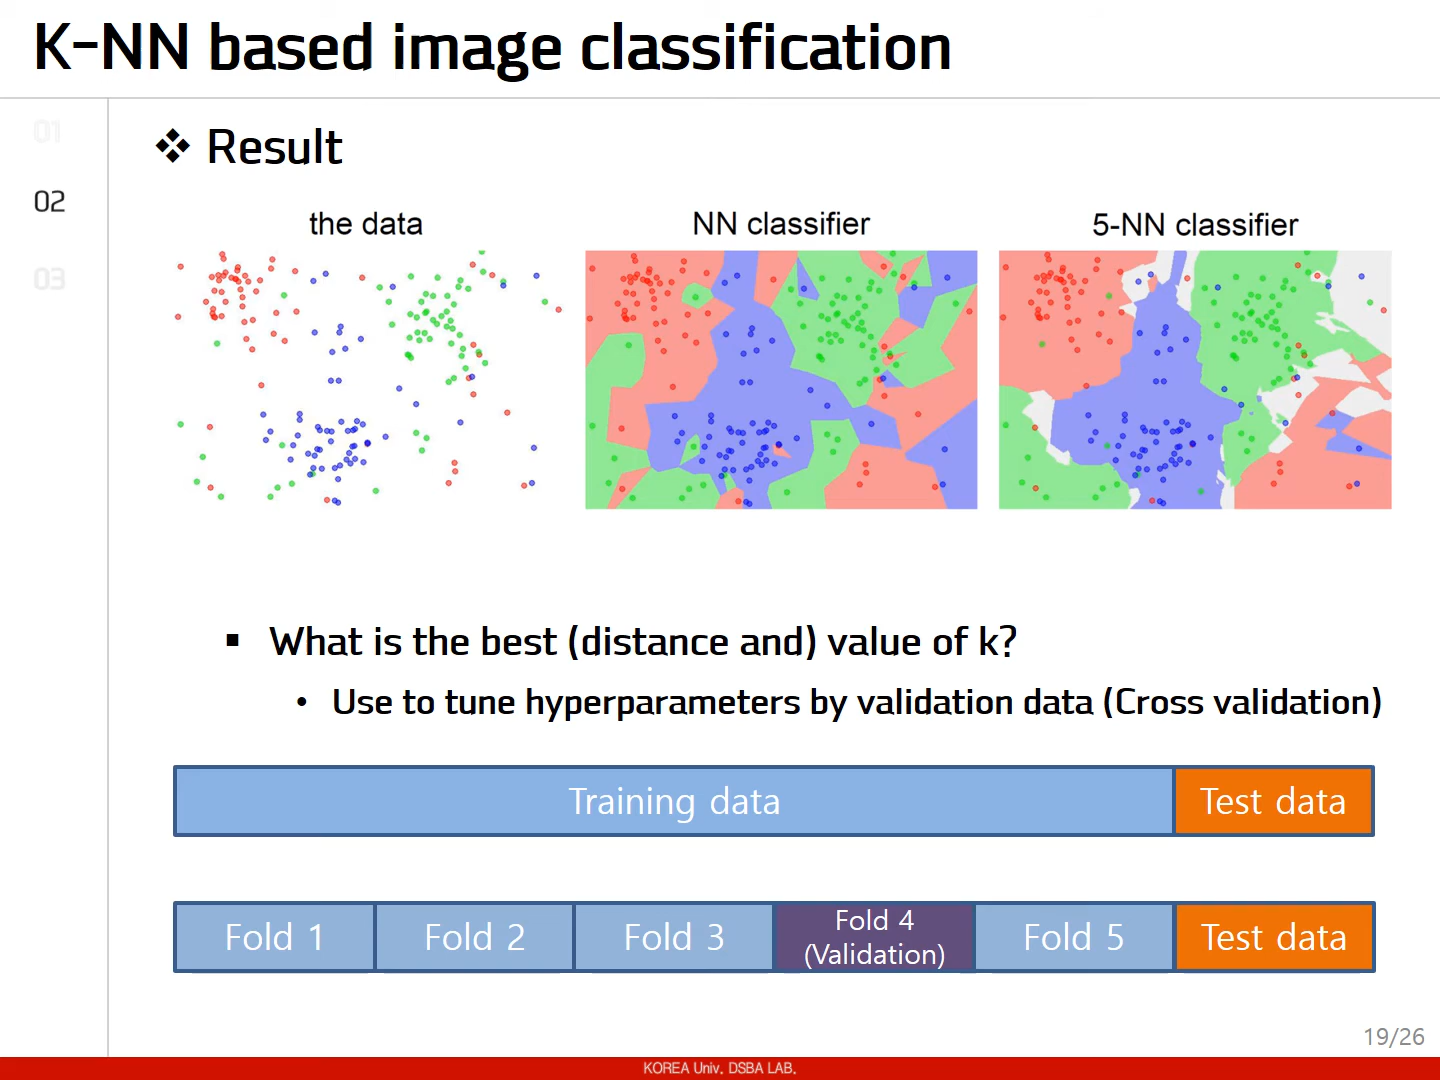 K-NN based image classification
01
02
03
❖ Result
the data
NN classifier
5-NN classifier
▪ What is the best (distance and) value of k?
• Use to tune hyperparameters by validation data (Cross validation)
Training data
Test data
Fold 1
Fold 2
Fold 3
Fold 4
(Validation)
Fold 5
Test data
19/26
KOREA Univ. DSBA LAB.